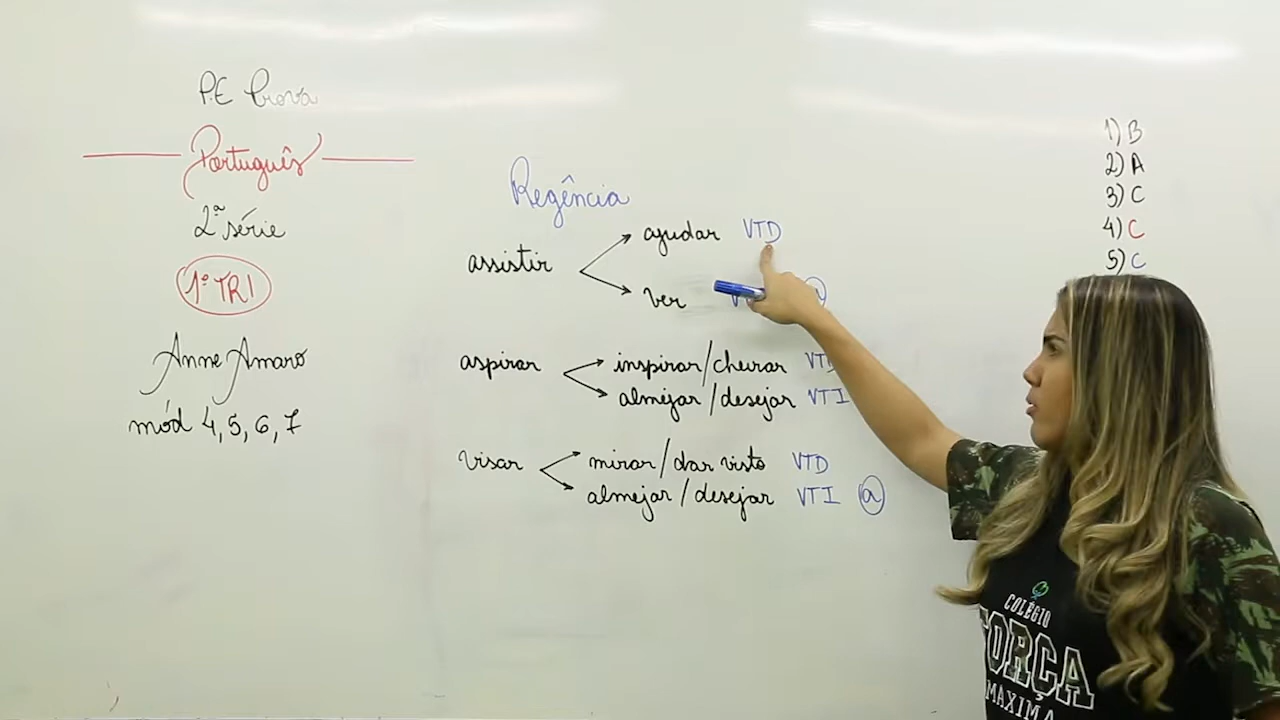 P.E Prova
Português
2ª série
1º TRI
Anne Amaro
mód 4, 5, 6, 7
Regência
assistir
ajudar VTD
ver
aspirar
inspirar/cheirar
almejar/desejar VTI
visar
mirar/dar visto VTD
almejar/desejar VTI a
1) B
2) A
3) C
4) C
5) C
COLÉGIO
FORÇA
MÁXIMA